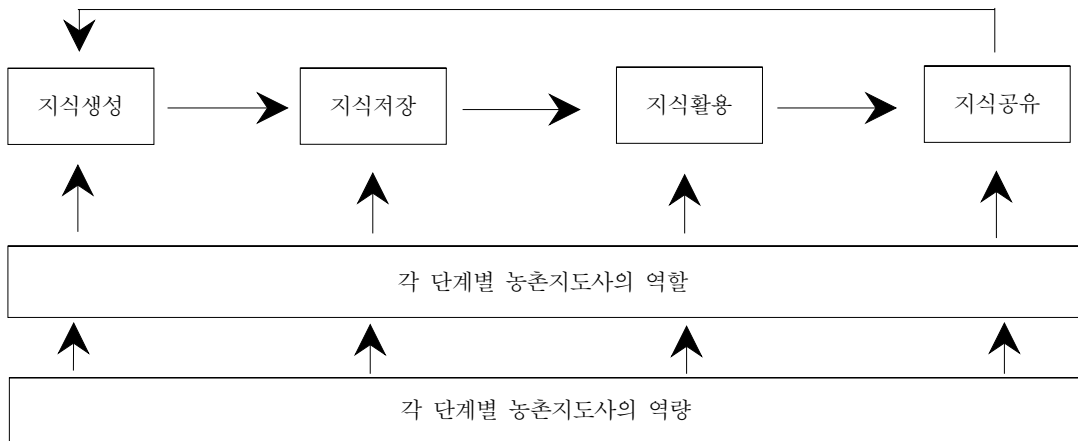 지식생성
지식저장
지식활용
지식공유
각 단계별 농촌지도사의 역할
각 단계별 농촌지도사의 역량